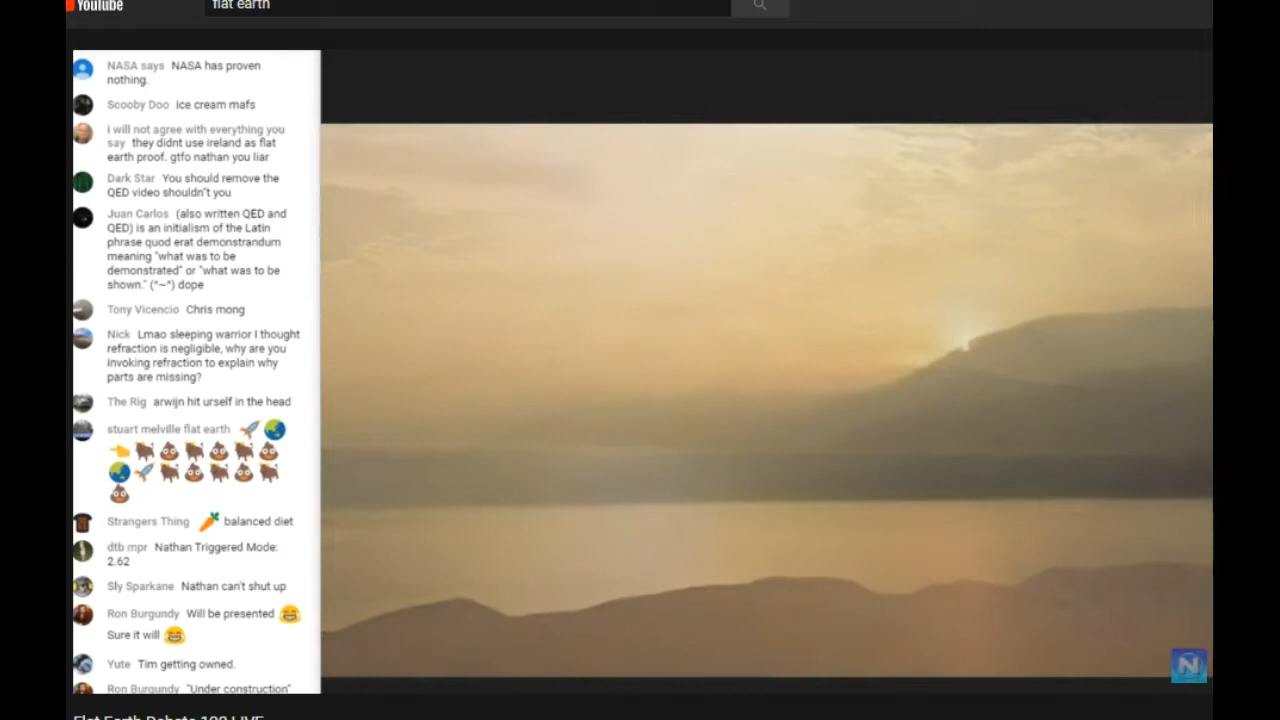 YouTube
flat earth
NASA says NASA has proven
nothing.
Scooby Doo ice cream mafs
i will not agree with everything you
say they didnt use ireland as flat
earth proof. gtfo nathan you liar
Dark Star You should remove the
QED video shouldn't you
Juan Carlos (also written QED and
QED) is an initialism of the Latin
phrase quod erat demonstrandum
meaning "what was to be
demonstrated" or "what was to be
shown." (^~^) dope
Tony Vicencio Chris mong
Nick Lmao sleeping warrior I thought
refraction is negligible, why are you
invoking refraction to explain why
parts are missing?
The Rig arwijn hit urself in the head
stuart melville flat earth
Strangers Thing balanced diet
dtb mpr Nathan Triggered Mode:
2.62
Sly Sparkane Nathan can't shut up
Ron Burgundy Will be presented
Sure it will
Yute Tim getting owned.
Ron Burgundy "Under construction"
N
Flat Earth Debate LIVE